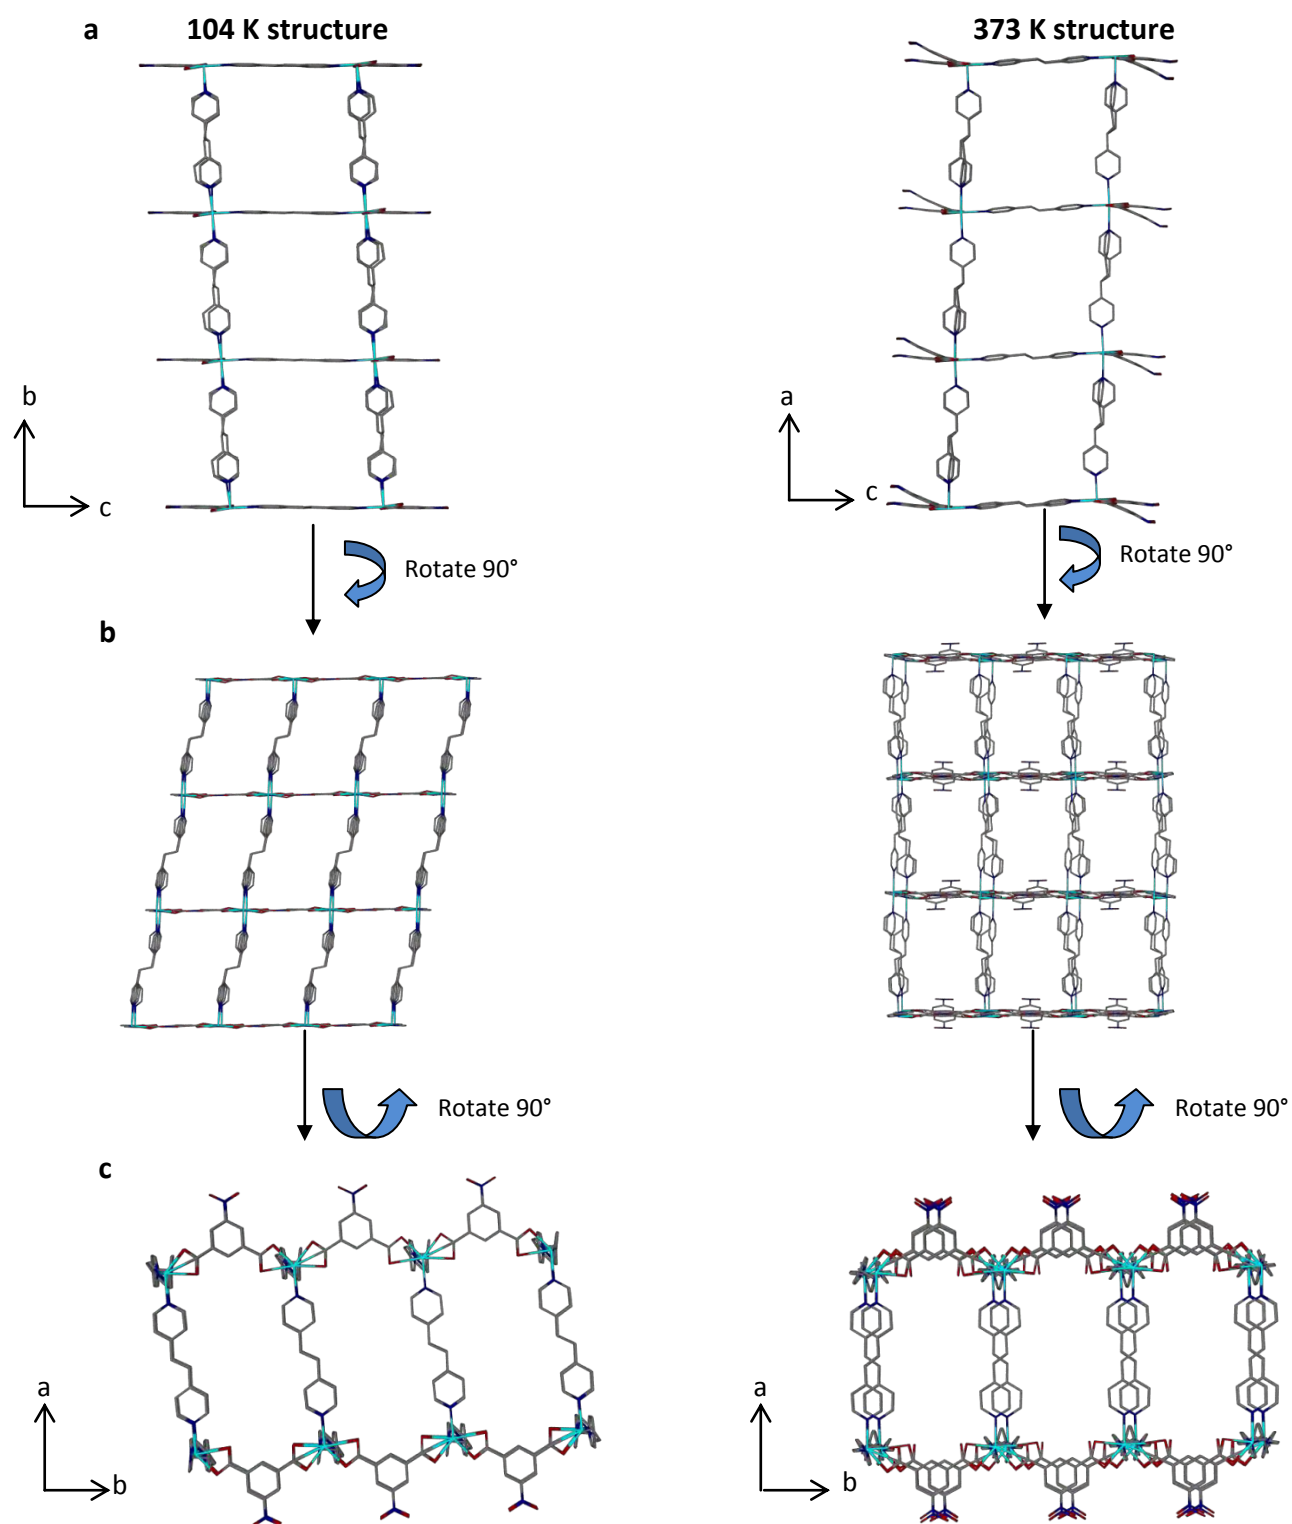 a 104 K structure 373 K structure
b a
c c
Rotate 90° Rotate 90°
b
Rotate 90° Rotate 90°
c
a a
b b